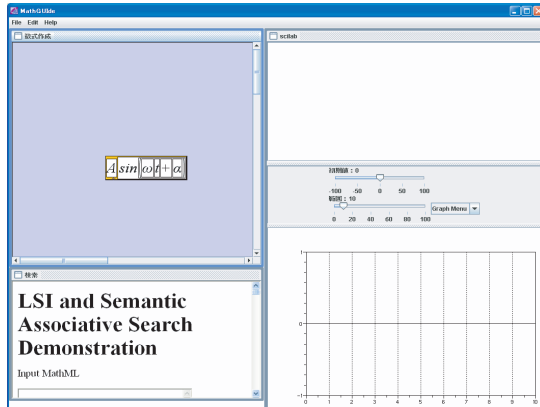 MathGUIde
File Edit Help
数式作成
A sin (ω t + α)
検索
LSI and Semantic
Associative Search
Demonstration
Input MathML
scilab
: 0
-100 -50 0 50 100
: 10
Graph Menu
0 20 40 60 80 100
1
0
-1
0 1 2 3 4 5 6 7 8 9 10